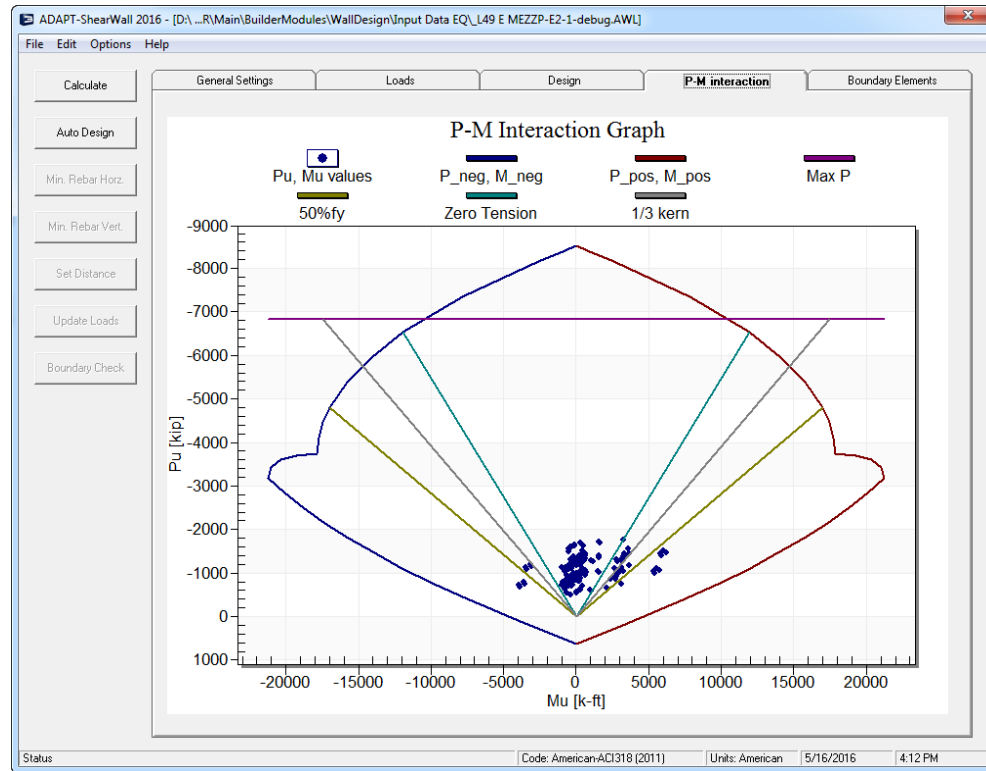 ADAPT-ShearWall 2016 - [D:\ ...R\Main\BuilderModules\WallDesign\Input Data EQ\_L49 E MEZZP-E2-1-debug.AWL]
File Edit Options Help
Calculate
Auto Design
Min. Rebar Horz.
Min. Rebar Vert.
Set Distance
Update Loads
Boundary Check
General Settings Loads Design P-M interaction Boundary Elements
P-M Interaction Graph
Pu, Mu values P_neg, M_neg P_pos, M_pos Max P
50%fy Zero Tension 1/3 kern
-9000
-8000
-7000
-6000
-5000
-4000
-3000
-2000
-1000
0
1000
Pu [kip]
-20000 -15000 -10000 -5000 0 5000 10000 15000 20000
Mu [k-ft]
Status Code: American-ACI318 (2011) Units: American 5/16/2016 4:12 PM